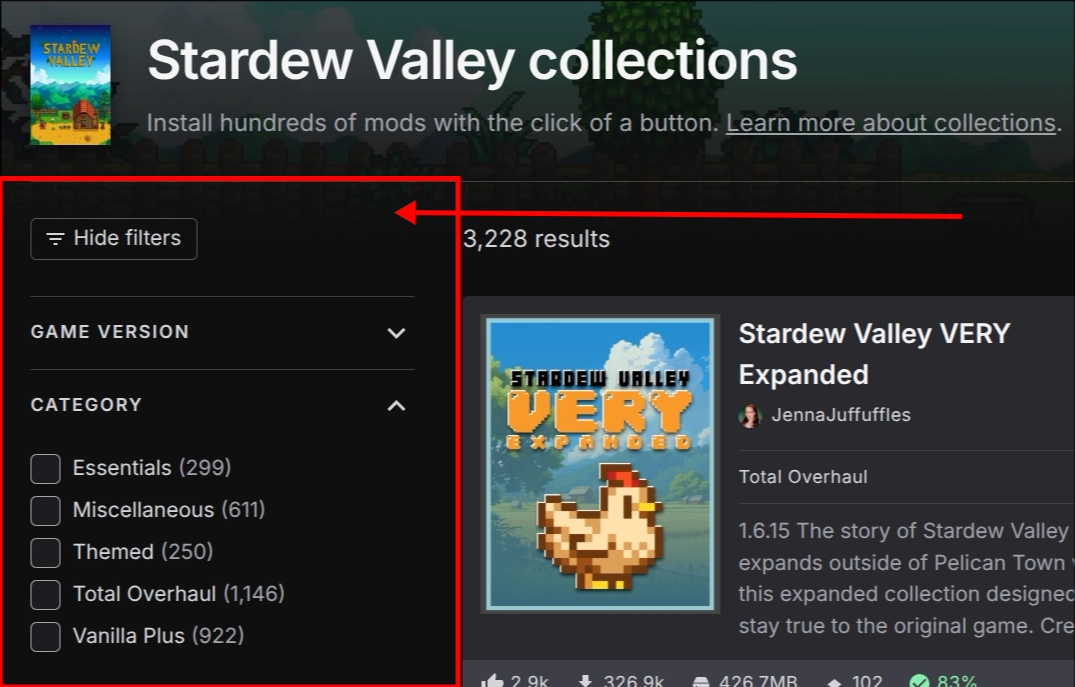 STARDEW
VALLEY
Stardew Valley collections
Install hundreds of mods with the click of a button. Learn more about collections.
Hide filters
3,228 results
GAME VERSION
CATEGORY
Essentials (299)
Miscellaneous (611)
Themed (250)
Total Overhaul (1,146)
Vanilla Plus (922)
STARDEW VALLEY
VERY
EXPANDED
Stardew Valley VERY
Expanded
JennaJuffuffles
Total Overhaul
1.6.15 The story of Stardew Valley
expands outside of Pelican Town
this expanded collection designed
stay true to the original game. Cre
2.9k 326.9k 426.7MB 102 83%